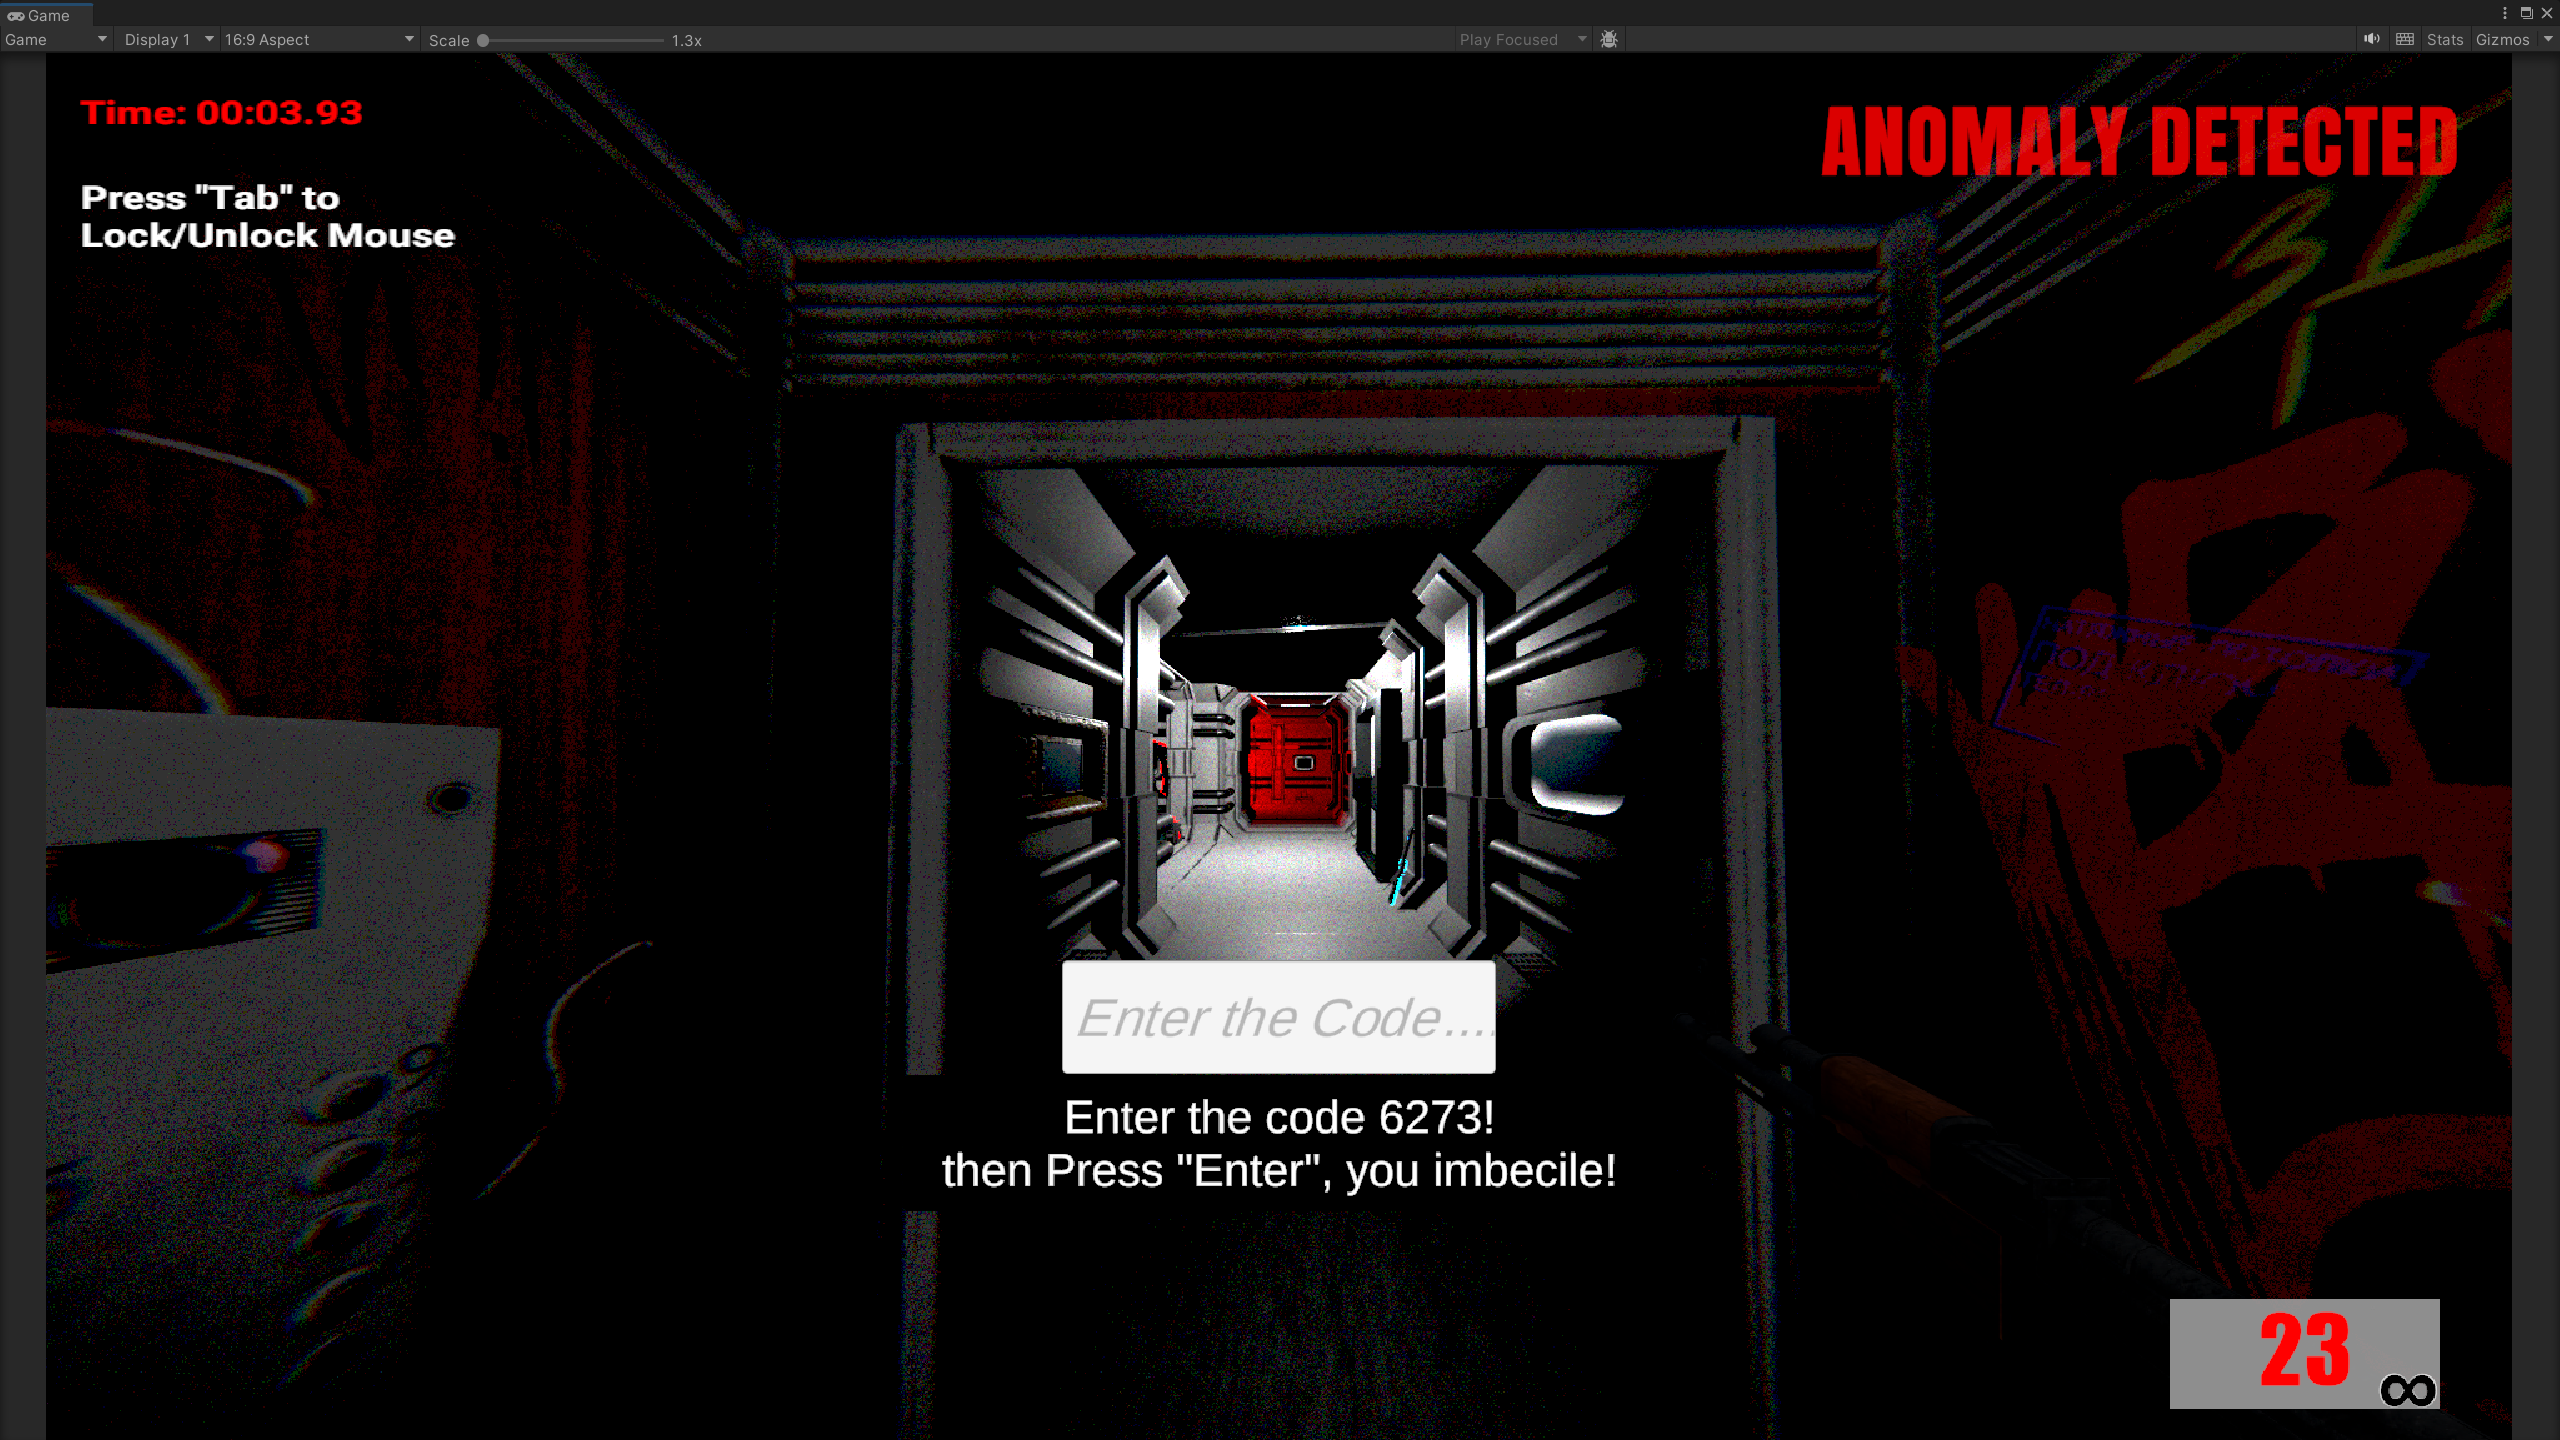 Game
Game
Display 1
16:9 Aspect
Scale
1.3x
Play Focused
Stats
Gizmos
Time: 00:03.93
ANOMALY DETECTED
Press "Tab" to
Lock/Unlock Mouse
Enter the Code....
Enter the code 6273!
then Press "Enter", you imbecile!
23
∞